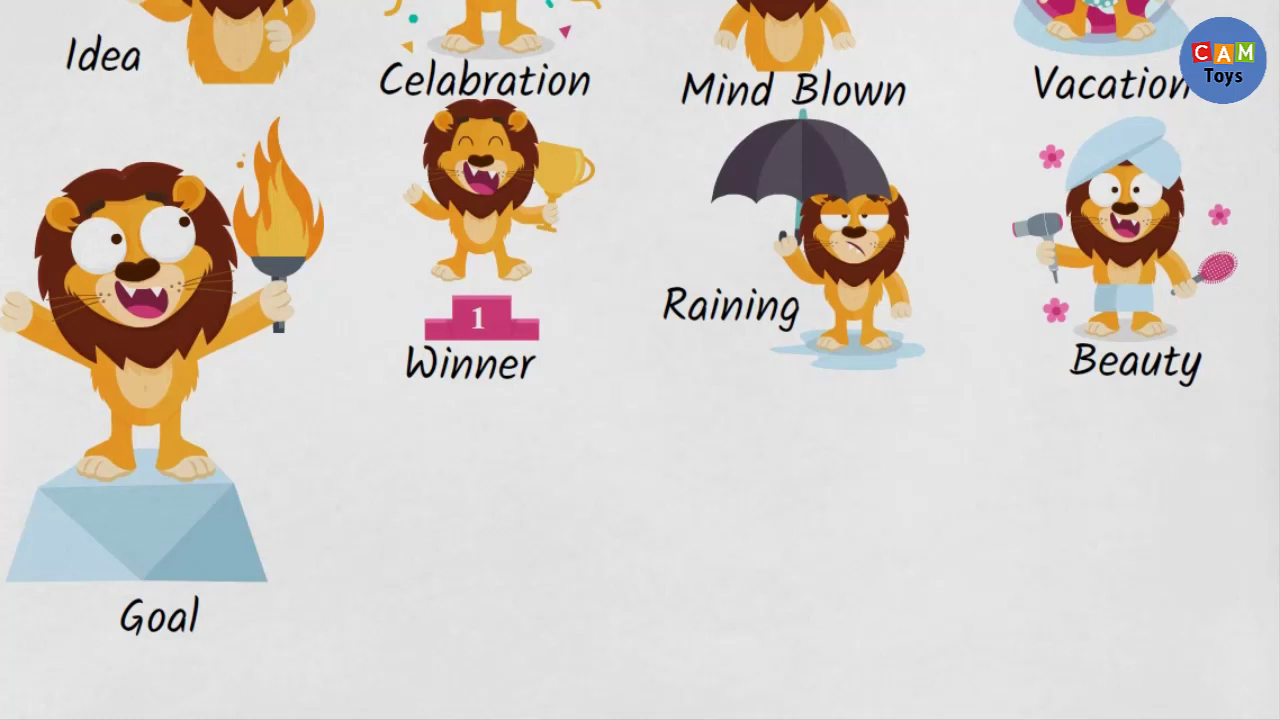 Idea
Celabration
Mind Blown
Vacation
CAM
Toys
1
Winner
Raining
Beauty
Goal